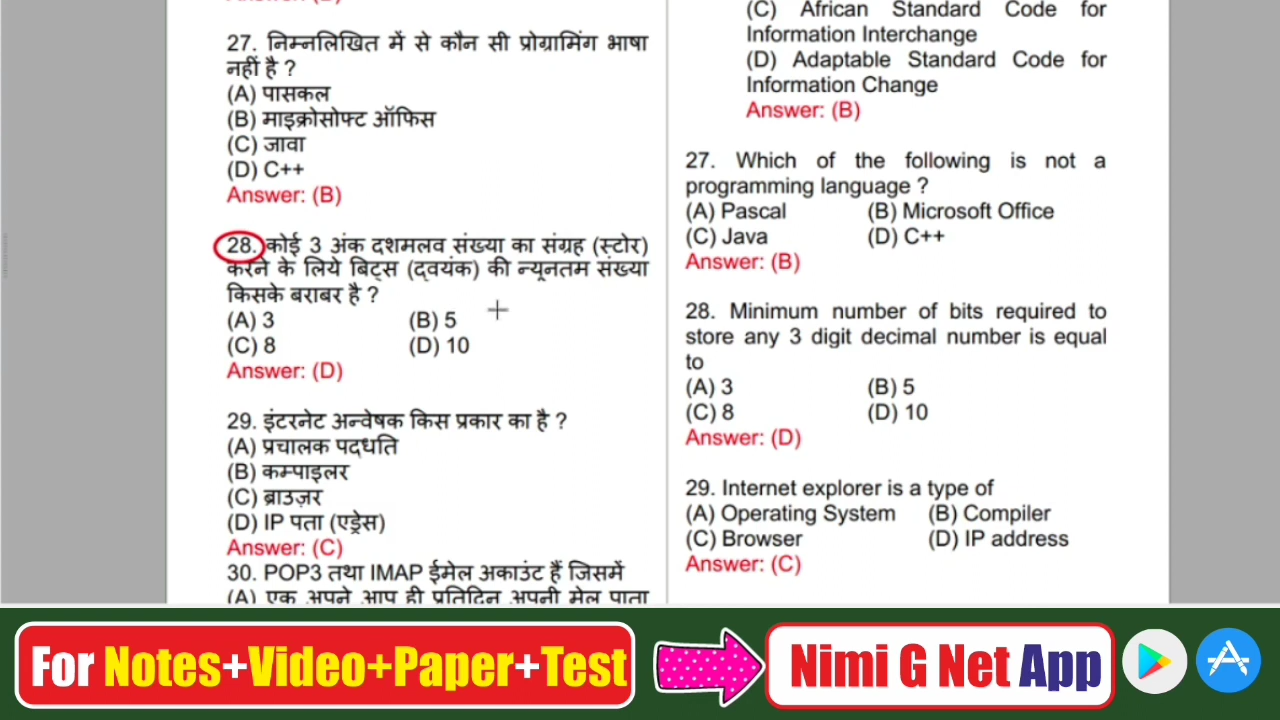 27. निम्नलिखित में से कौन सी प्रोग्रामिंग भाषा
नहीं है ?
(A) पासकल
(B) माइक्रोसोफ्ट ऑफिस
(C) जावा
(D) C++
Answer: (B)
28. कोई 3 अंक दशमलव संख्या का संग्रह (स्टोर)
करने के लिये बिट्स (द्वयंक) की न्यूनतम संख्या
किसके बराबर है ?
(A) 3 (B) 5
(C) 8 (D) 10
Answer: (D)
29. इंटरनेट अन्वेषक किस प्रकार का है ?
(A) प्रचालक पद्धति
(B) कम्पाइलर
(C) ब्राउज़र
(D) IP पता (एड्रेस)
Answer: (C)
30. POP3 तथा IMAP ईमेल अकाउंट हैं जिसमें
(A) एक अपने आप ही प्रतिदिन अपनी मेल पाता
(C) African Standard Code for
Information Interchange
(D) Adaptable Standard Code for
Information Change
Answer: (B)
27. Which of the following is not a
programming language ?
(A) Pascal (B) Microsoft Office
(C) Java (D) C++
Answer: (B)
28. Minimum number of bits required to
store any 3 digit decimal number is equal
to
(A) 3 (B) 5
(C) 8 (D) 10
Answer: (D)
29. Internet explorer is a type of
(A) Operating System (B) Compiler
(C) Browser (D) IP address
Answer: (C)
For Notes+Video+Paper+Test
Nimi G Net App